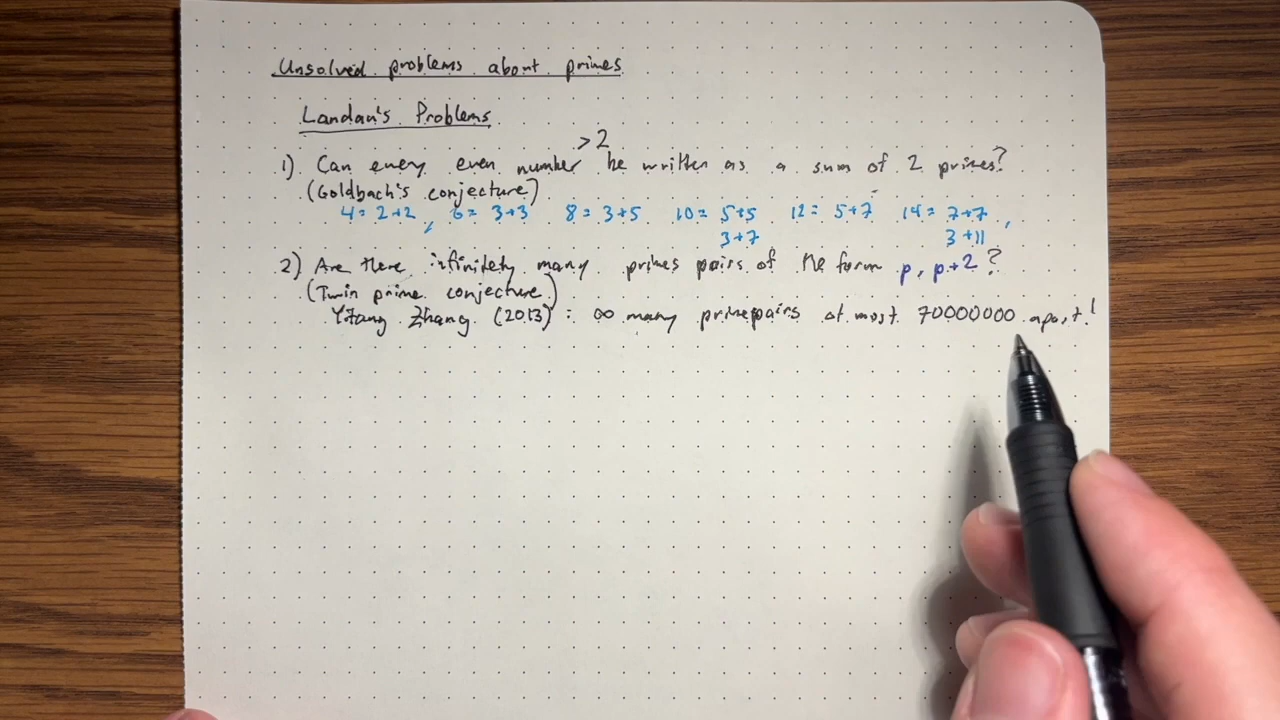 Unsolved problems about primes
Landau's Problems
> 2
1) Can every even number be written as a sum of 2 primes?
(Goldbach's conjecture)
4 = 2+2, 6 = 3+3 8 = 3+5 10 = 5+5 12 = 5+7 14 = 7+7,
3+7 3+11
2) Are there infinitely many primes pairs of the form p, p+2?
(Twin prime conjecture)
Yitang Zhang (2013) : ∞ many prime pairs at most 70000000 apart!